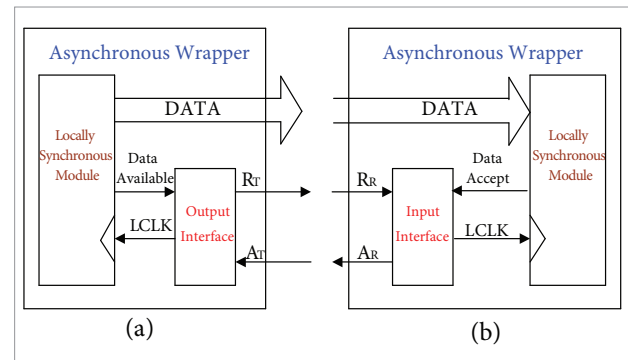 Asynchronous Wrapper
DATA
Locally
Synchronous
Module
Data
Available
LCLK
Output
Interface
RT
AT
(a)
Asynchronous Wrapper
DATA
RR
AR
Input
Interface
Data
Accept
LCLK
Locally
Synchronous
Module
(b)